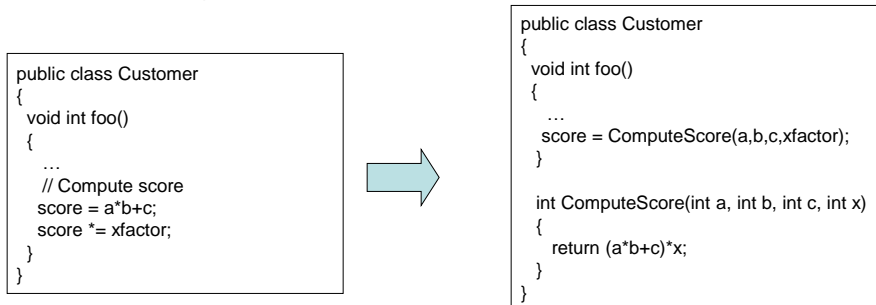 public class Customer
{
void int foo()
{
…
// Compute score
score = a*b+c;
score *= xfactor;
}
}
public class Customer
{
void int foo()
{
…
score = ComputeScore(a,b,c,xfactor);
}
int ComputeScore(int a, int b, int c, int x)
{
return (a*b+c)*x;
}
}